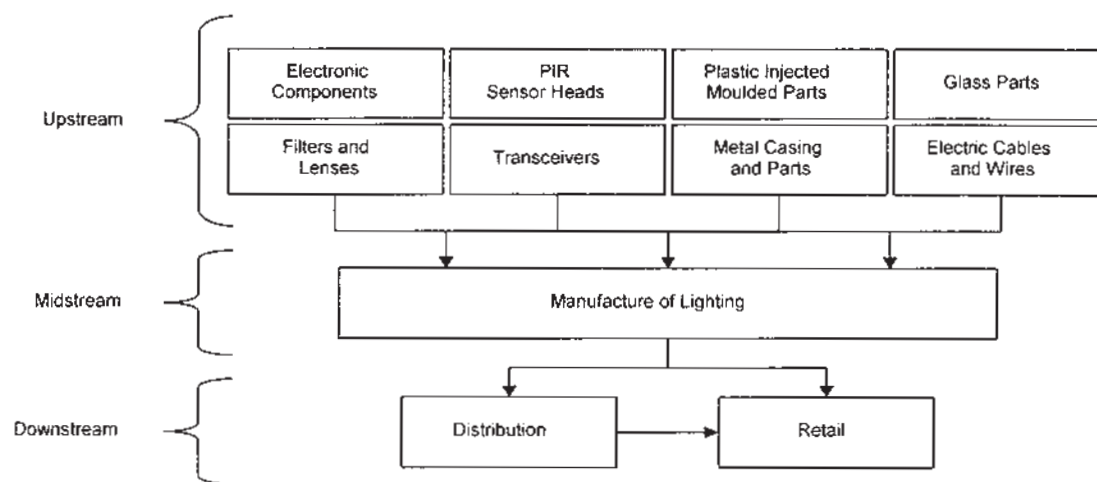 Upstream
Electronic
Components
PIR
Sensor Heads
Plastic Injected
Moulded Parts
Glass Parts
Filters and
Lenses
Transceivers
Metal Casing
and Parts
Electric Cables
and Wires
Midstream
Manufacture of Lighting
Downstream
Distribution
Retail